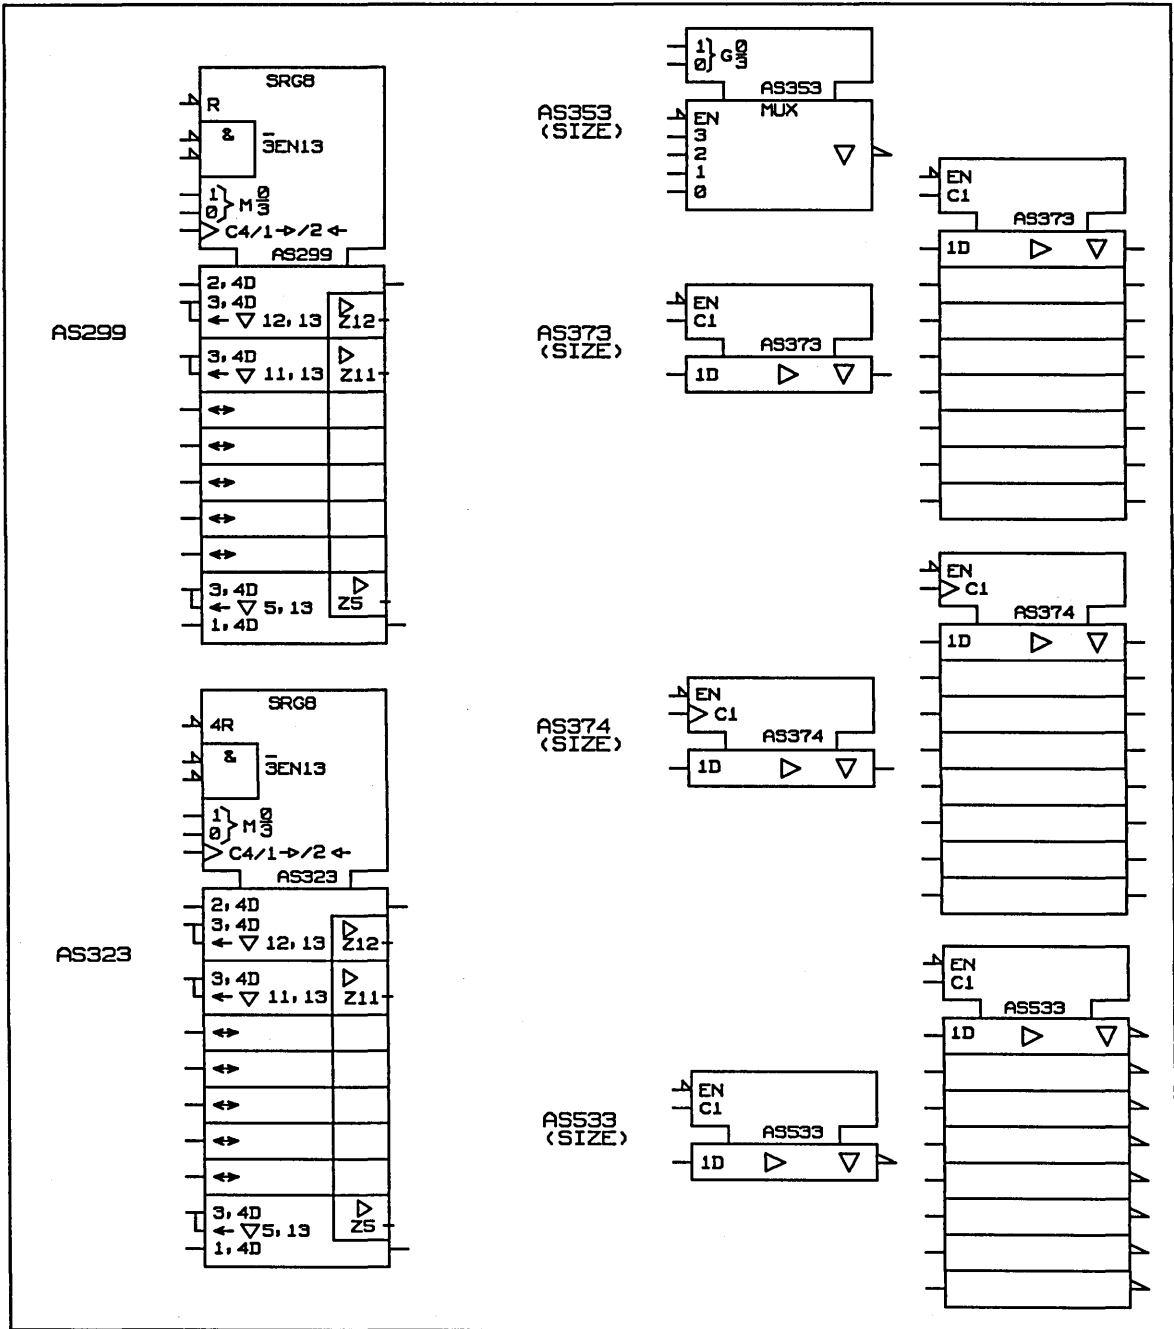 AS299
SRG8
R
&
3̅EN13
1
0
} M 0/3
C4/1→/2←
AS299
2,4D
3,4D
← ▽ 12,13
▷
Z12
3,4D
← ▽ 11,13
▷
Z11
↔
↔
↔
↔
↔
3,4D
← ▽ 5,13
▷
Z5
1,4D
AS323
SRG8
4R
&
3̅EN13
1
0
} M 0/3
C4/1→/2←
AS323
2,4D
3,4D
← ▽ 12,13
▷
Z12
3,4D
← ▽ 11,13
▷
Z11
↔
↔
↔
↔
↔
3,4D
← ▽5,13
▷
Z5
1,4D
AS353
(SIZE)
1
0
} G 0/3
AS353
MUX
EN
3
2
1
0
▽
AS373
(SIZE)
EN
C1
AS373
1D ▷ ▽
EN
C1
AS373
1D ▷ ▽
AS374
(SIZE)
EN
C1
AS374
1D ▷ ▽
EN
C1
AS374
1D ▷ ▽
AS533
(SIZE)
EN
C1
AS533
1D ▷ ▽
EN
C1
AS533
1D ▷ ▽